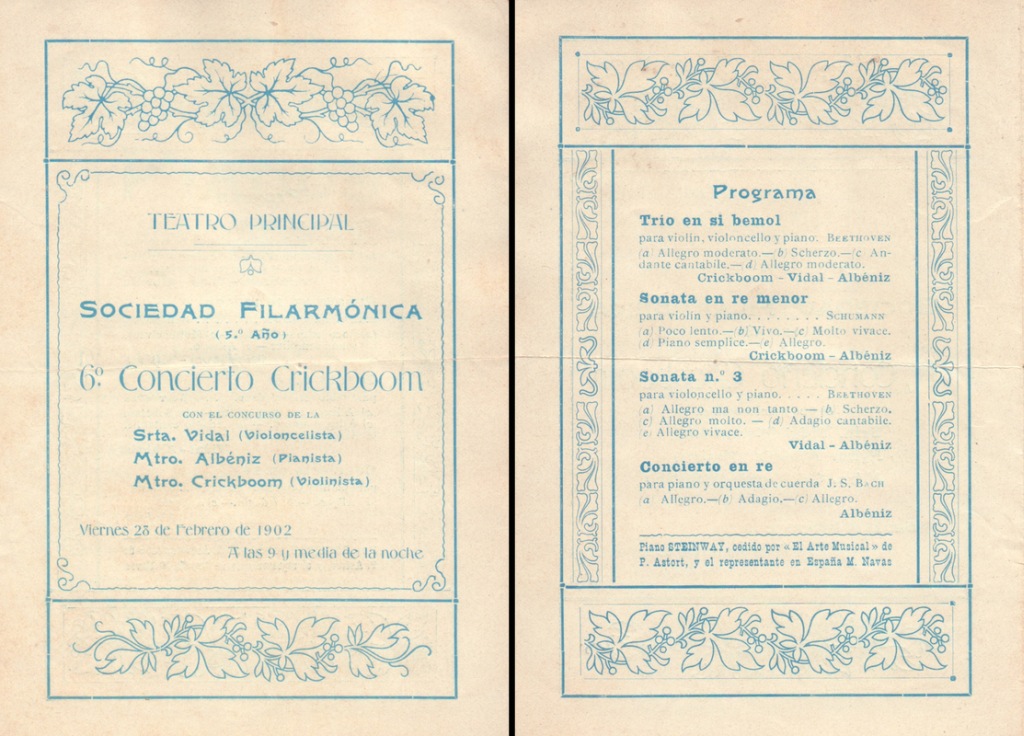 TEATRO PRINCIPAL
SOCIEDAD FILARMÓNICA
(5.º Año)
6º Concierto Crickboom
CON EL CONCURSO DE LA
Srta. Vidal (Violoncelista)
Mtro. Albéniz (Pianista)
Mtro. Crickboom (Violinista)
Viernes 28 de Febrero de 1902
A las 9 y media de la noche
Programa
Trio en si bemol
para violin, violoncello y piano. BEETHOVEN
(a) Allegro moderato.—b) Scherzo.—(c) An-
dante cantabile.—d) Allegro moderato.
Crickboom - Vidal - Albéniz
Sonata en re menor
para violin y piano. . . . . . . SCHUMANN
(a) Poco lento.—(b) Vivo.—(c) Molto vivace.
(d) Piano semplice.—(e) Allegro.
Crickboom - Albéniz
Sonata n.º 3
para violoncello y piano. . . . . BEETHOVEN
(a) Allegro ma non tanto — (b) Scherzo.
c) Allegro molto. — (d) Adagio cantabile.
e) Allegro vivace.
Vidal - Albéniz
Concierto en re
para piano y orquesta de cuerda J. S. BACH
(a Allegro.—(b) Adagio.—c) Allegro.
Albéniz
Piano STEINWAY, cedido por « El Arte Musical » de
P. Astort, y el representante en España M. Navas